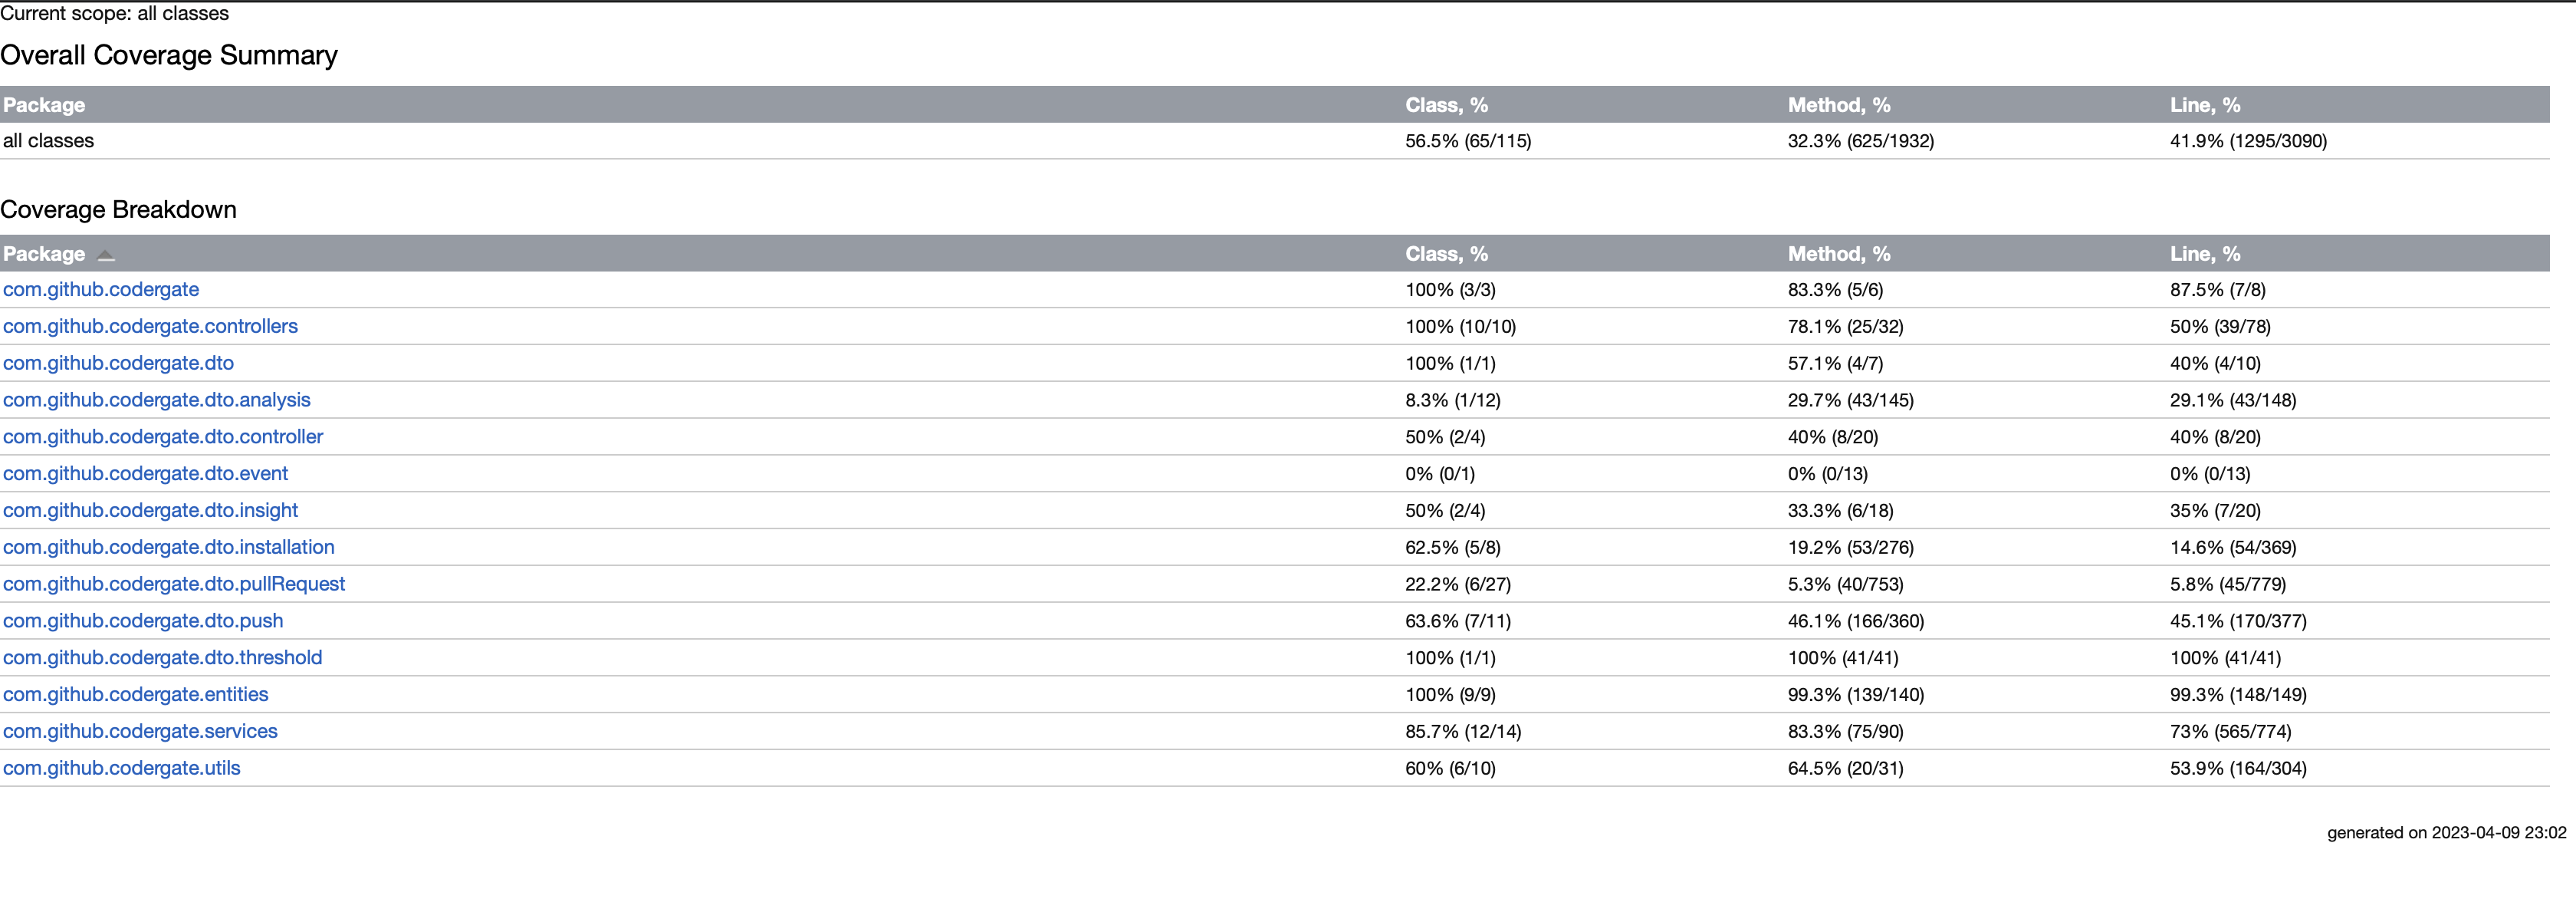 Current scope: all classes
Overall Coverage Summary
Package Class, % Method, % Line, %
all classes 56.5% (65/115) 32.3% (625/1932) 41.9% (1295/3090)
Coverage Breakdown
Package Class, % Method, % Line, %
com.github.codergate 100% (3/3) 83.3% (5/6) 87.5% (7/8)
com.github.codergate.controllers 100% (10/10) 78.1% (25/32) 50% (39/78)
com.github.codergate.dto 100% (1/1) 57.1% (4/7) 40% (4/10)
com.github.codergate.dto.analysis 8.3% (1/12) 29.7% (43/145) 29.1% (43/148)
com.github.codergate.dto.controller 50% (2/4) 40% (8/20) 40% (8/20)
com.github.codergate.dto.event 0% (0/1) 0% (0/13) 0% (0/13)
com.github.codergate.dto.insight 50% (2/4) 33.3% (6/18) 35% (7/20)
com.github.codergate.dto.installation 62.5% (5/8) 19.2% (53/276) 14.6% (54/369)
com.github.codergate.dto.pullRequest 22.2% (6/27) 5.3% (40/753) 5.8% (45/779)
com.github.codergate.dto.push 63.6% (7/11) 46.1% (166/360) 45.1% (170/377)
com.github.codergate.dto.threshold 100% (1/1) 100% (41/41) 100% (41/41)
com.github.codergate.entities 100% (9/9) 99.3% (139/140) 99.3% (148/149)
com.github.codergate.services 85.7% (12/14) 83.3% (75/90) 73% (565/774)
com.github.codergate.utils 60% (6/10) 64.5% (20/31) 53.9% (164/304)
generated on 2023-04-09 23:02